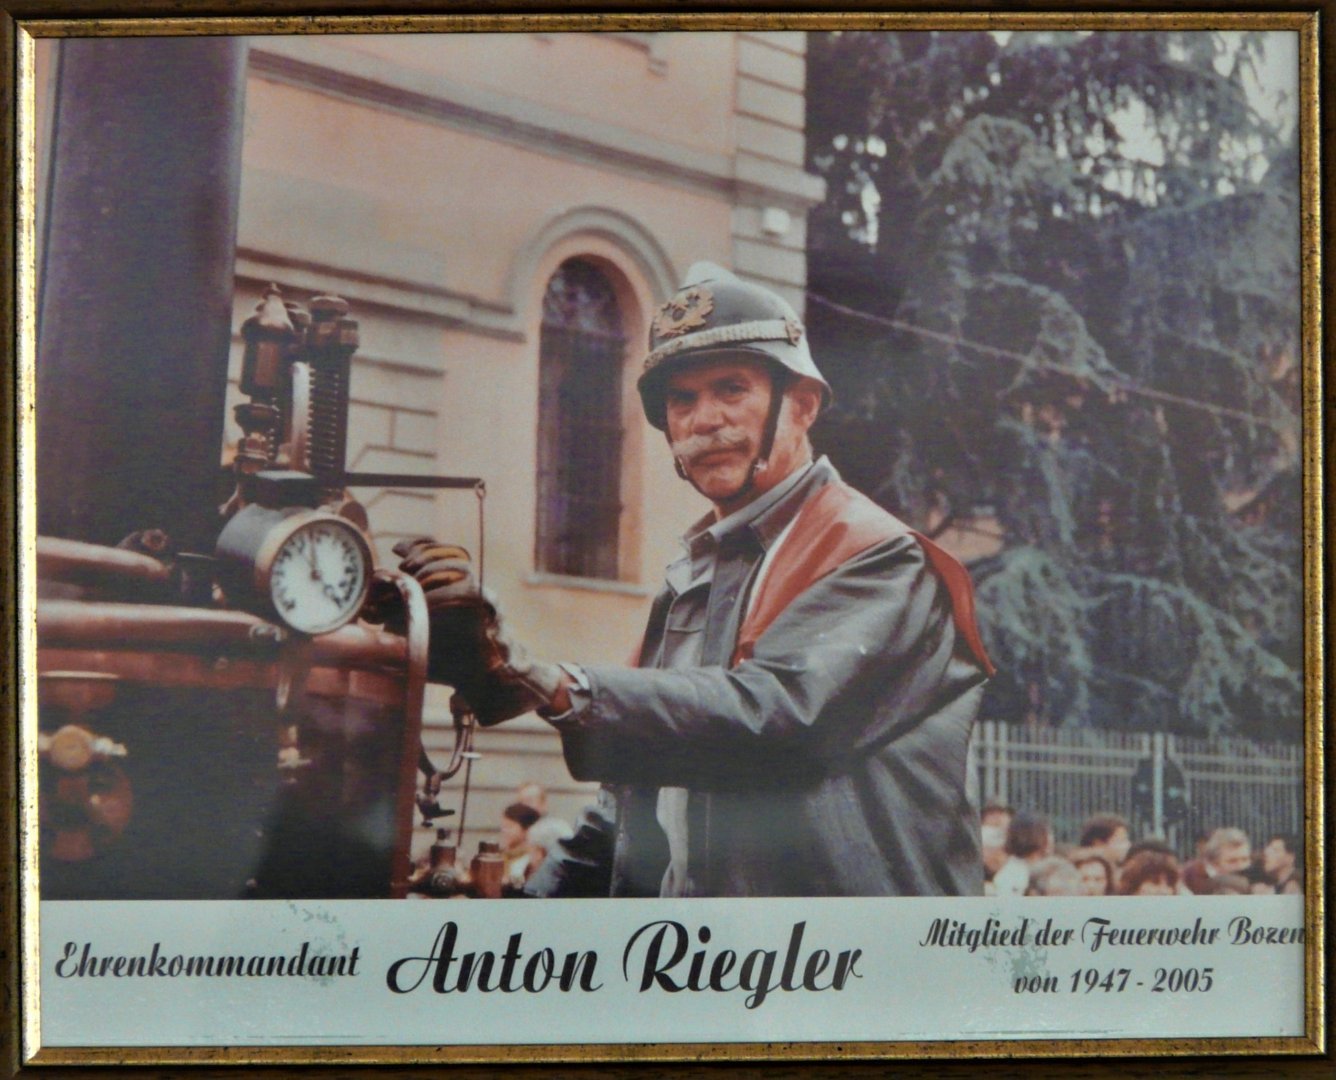 Ehrenkommandant
Anton Riegler
Mitglied der Feuerwehr Bozen
von 1947 - 2005